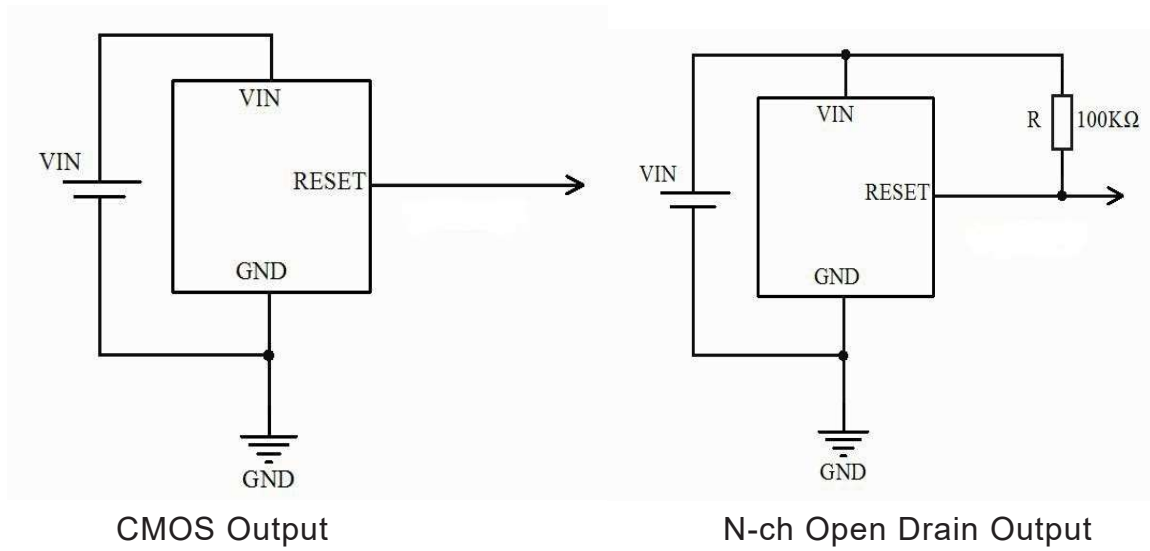 VIN
VIN
RESET
GND
GND
CMOS Output
VIN
VIN
R 100KΩ
RESET
GND
GND
N-ch Open Drain Output